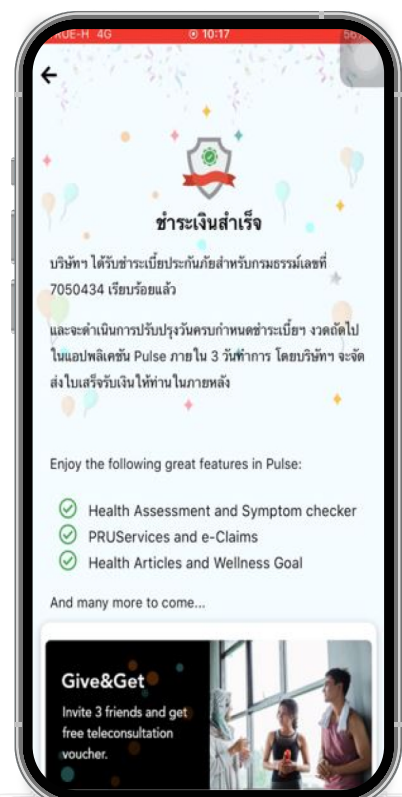 TRUE-H 4G 10:17 56%
ชำระเงินสำเร็จ
บริษัทฯ ได้รับชำระเบี้ยประกันภัยสำหรับกรมธรรม์เลขที่
7050434 เรียบร้อยแล้ว
และจะดำเนินการปรับปรุงวันครบกำหนดชำระเบี้ยฯ งวดถัดไป
ในแอปพลิเคชัน Pulse ภายใน 3 วันทำการ โดยบริษัทฯ จะจัด
ส่งใบเสร็จรับเงินให้ท่านในภายหลัง
Enjoy the following great features in Pulse:
Health Assessment and Symptom checker
PRUServices and e-Claims
Health Articles and Wellness Goal
And many more to come...
Give&Get
Invite 3 friends and get
free teleconsultation
voucher.